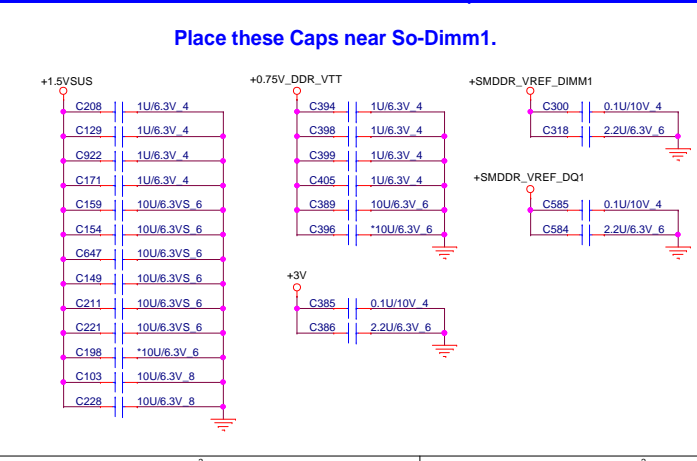 Place these Caps near So-Dimm1.
+1.5VSUS
C208 1U/6.3V_4
C129 1U/6.3V_4
C922 1U/6.3V_4
C171 1U/6.3V_4
C159 10U/6.3VS_6
C154 10U/6.3VS_6
C647 10U/6.3VS_6
C149 10U/6.3VS_6
C211 10U/6.3VS_6
C221 10U/6.3VS_6
C198 *10U/6.3V_6
C103 10U/6.3V_8
C228 10U/6.3V_8
+0.75V_DDR_VTT
C394 1U/6.3V_4
C398 1U/6.3V_4
C399 1U/6.3V_4
C405 1U/6.3V_4
C389 10U/6.3V_6
C396 *10U/6.3V_6
+3V
C385 0.1U/10V_4
C386 2.2U/6.3V_6
+SMDDR_VREF_DIMM1
C300 0.1U/10V_4
C318 2.2U/6.3V_6
+SMDDR_VREF_DQ1
C585 0.1U/10V_4
C584 2.2U/6.3V_6